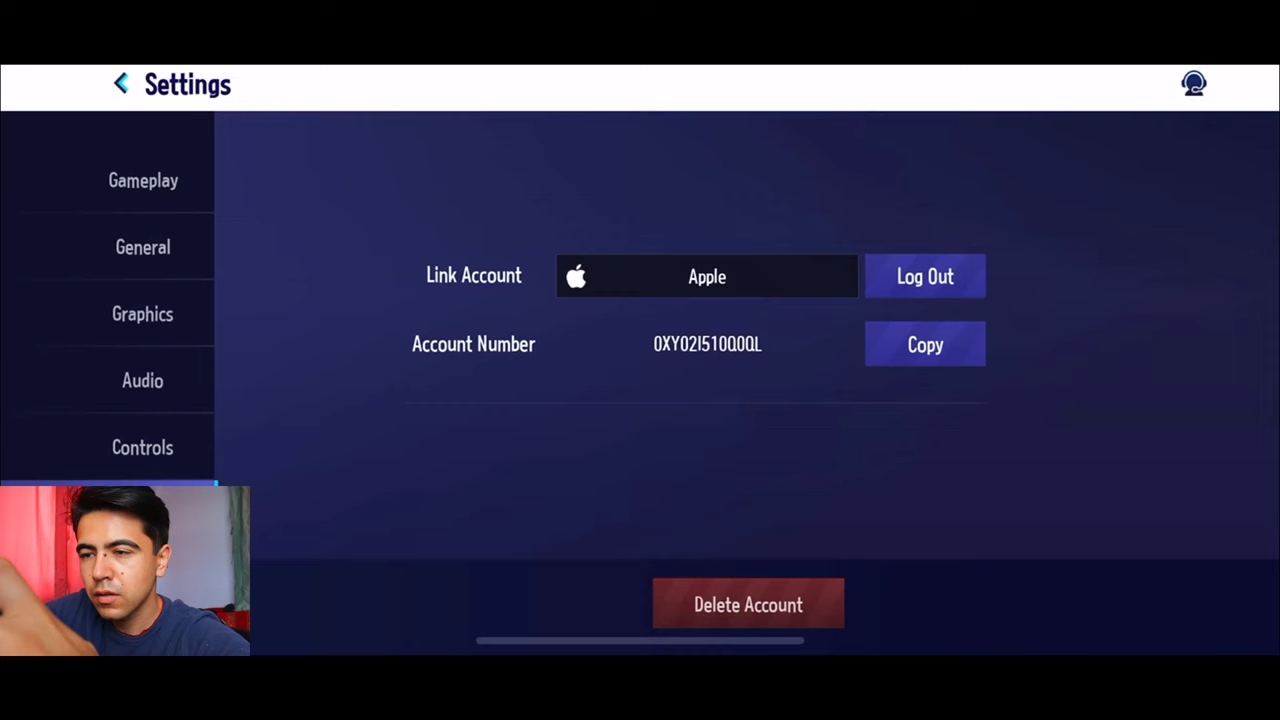 Settings
Gameplay
General
Graphics
Audio
Controls
Link Account
Apple
Log Out
Account Number
0XY02I510Q0QL
Copy
Delete Account